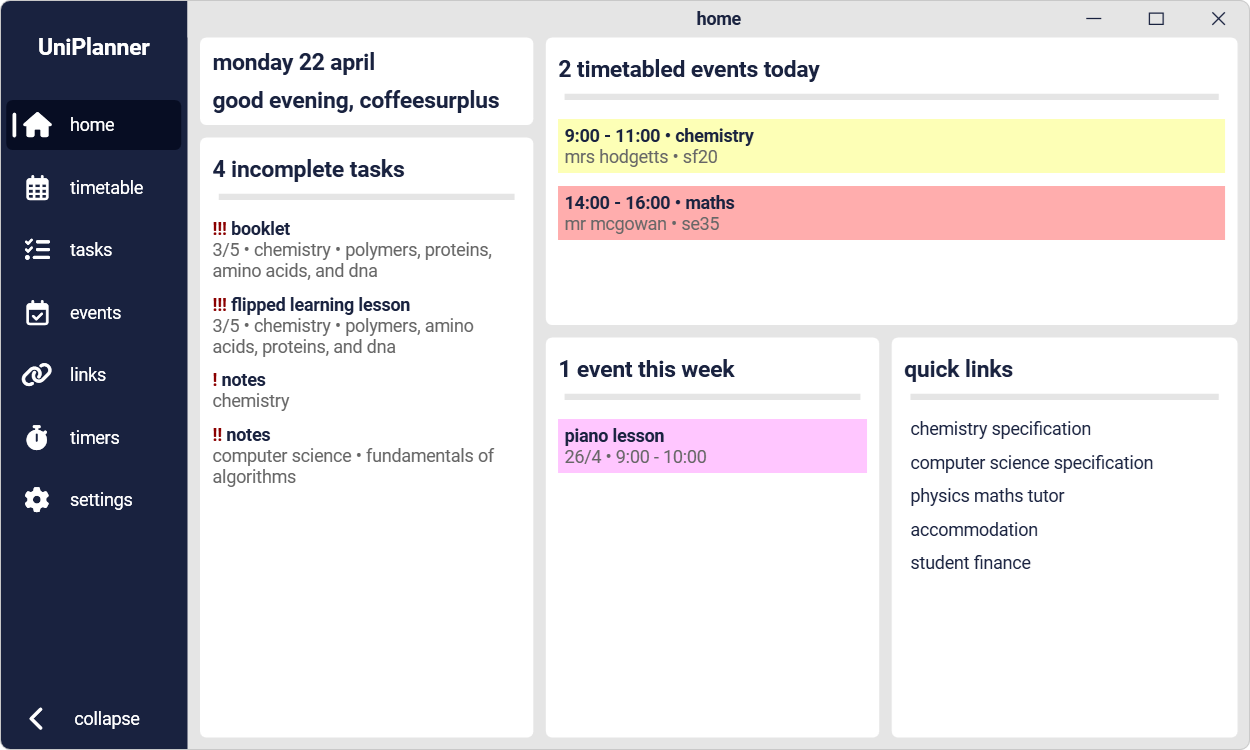 home
UniPlanner
home
timetable
tasks
events
links
timers
settings
collapse
monday 22 april
good evening, coffeesurplus
4 incomplete tasks
!!! booklet
3/5 • chemistry • polymers, proteins,
amino acids, and dna
!!! flipped learning lesson
3/5 • chemistry • polymers, amino
acids, proteins, and dna
! notes
chemistry
!! notes
computer science • fundamentals of
algorithms
2 timetabled events today
9:00 - 11:00 • chemistry
mrs hodgetts • sf20
14:00 - 16:00 • maths
mr mcgowan • se35
1 event this week
piano lesson
26/4 • 9:00 - 10:00
quick links
chemistry specification
computer science specification
physics maths tutor
accommodation
student finance